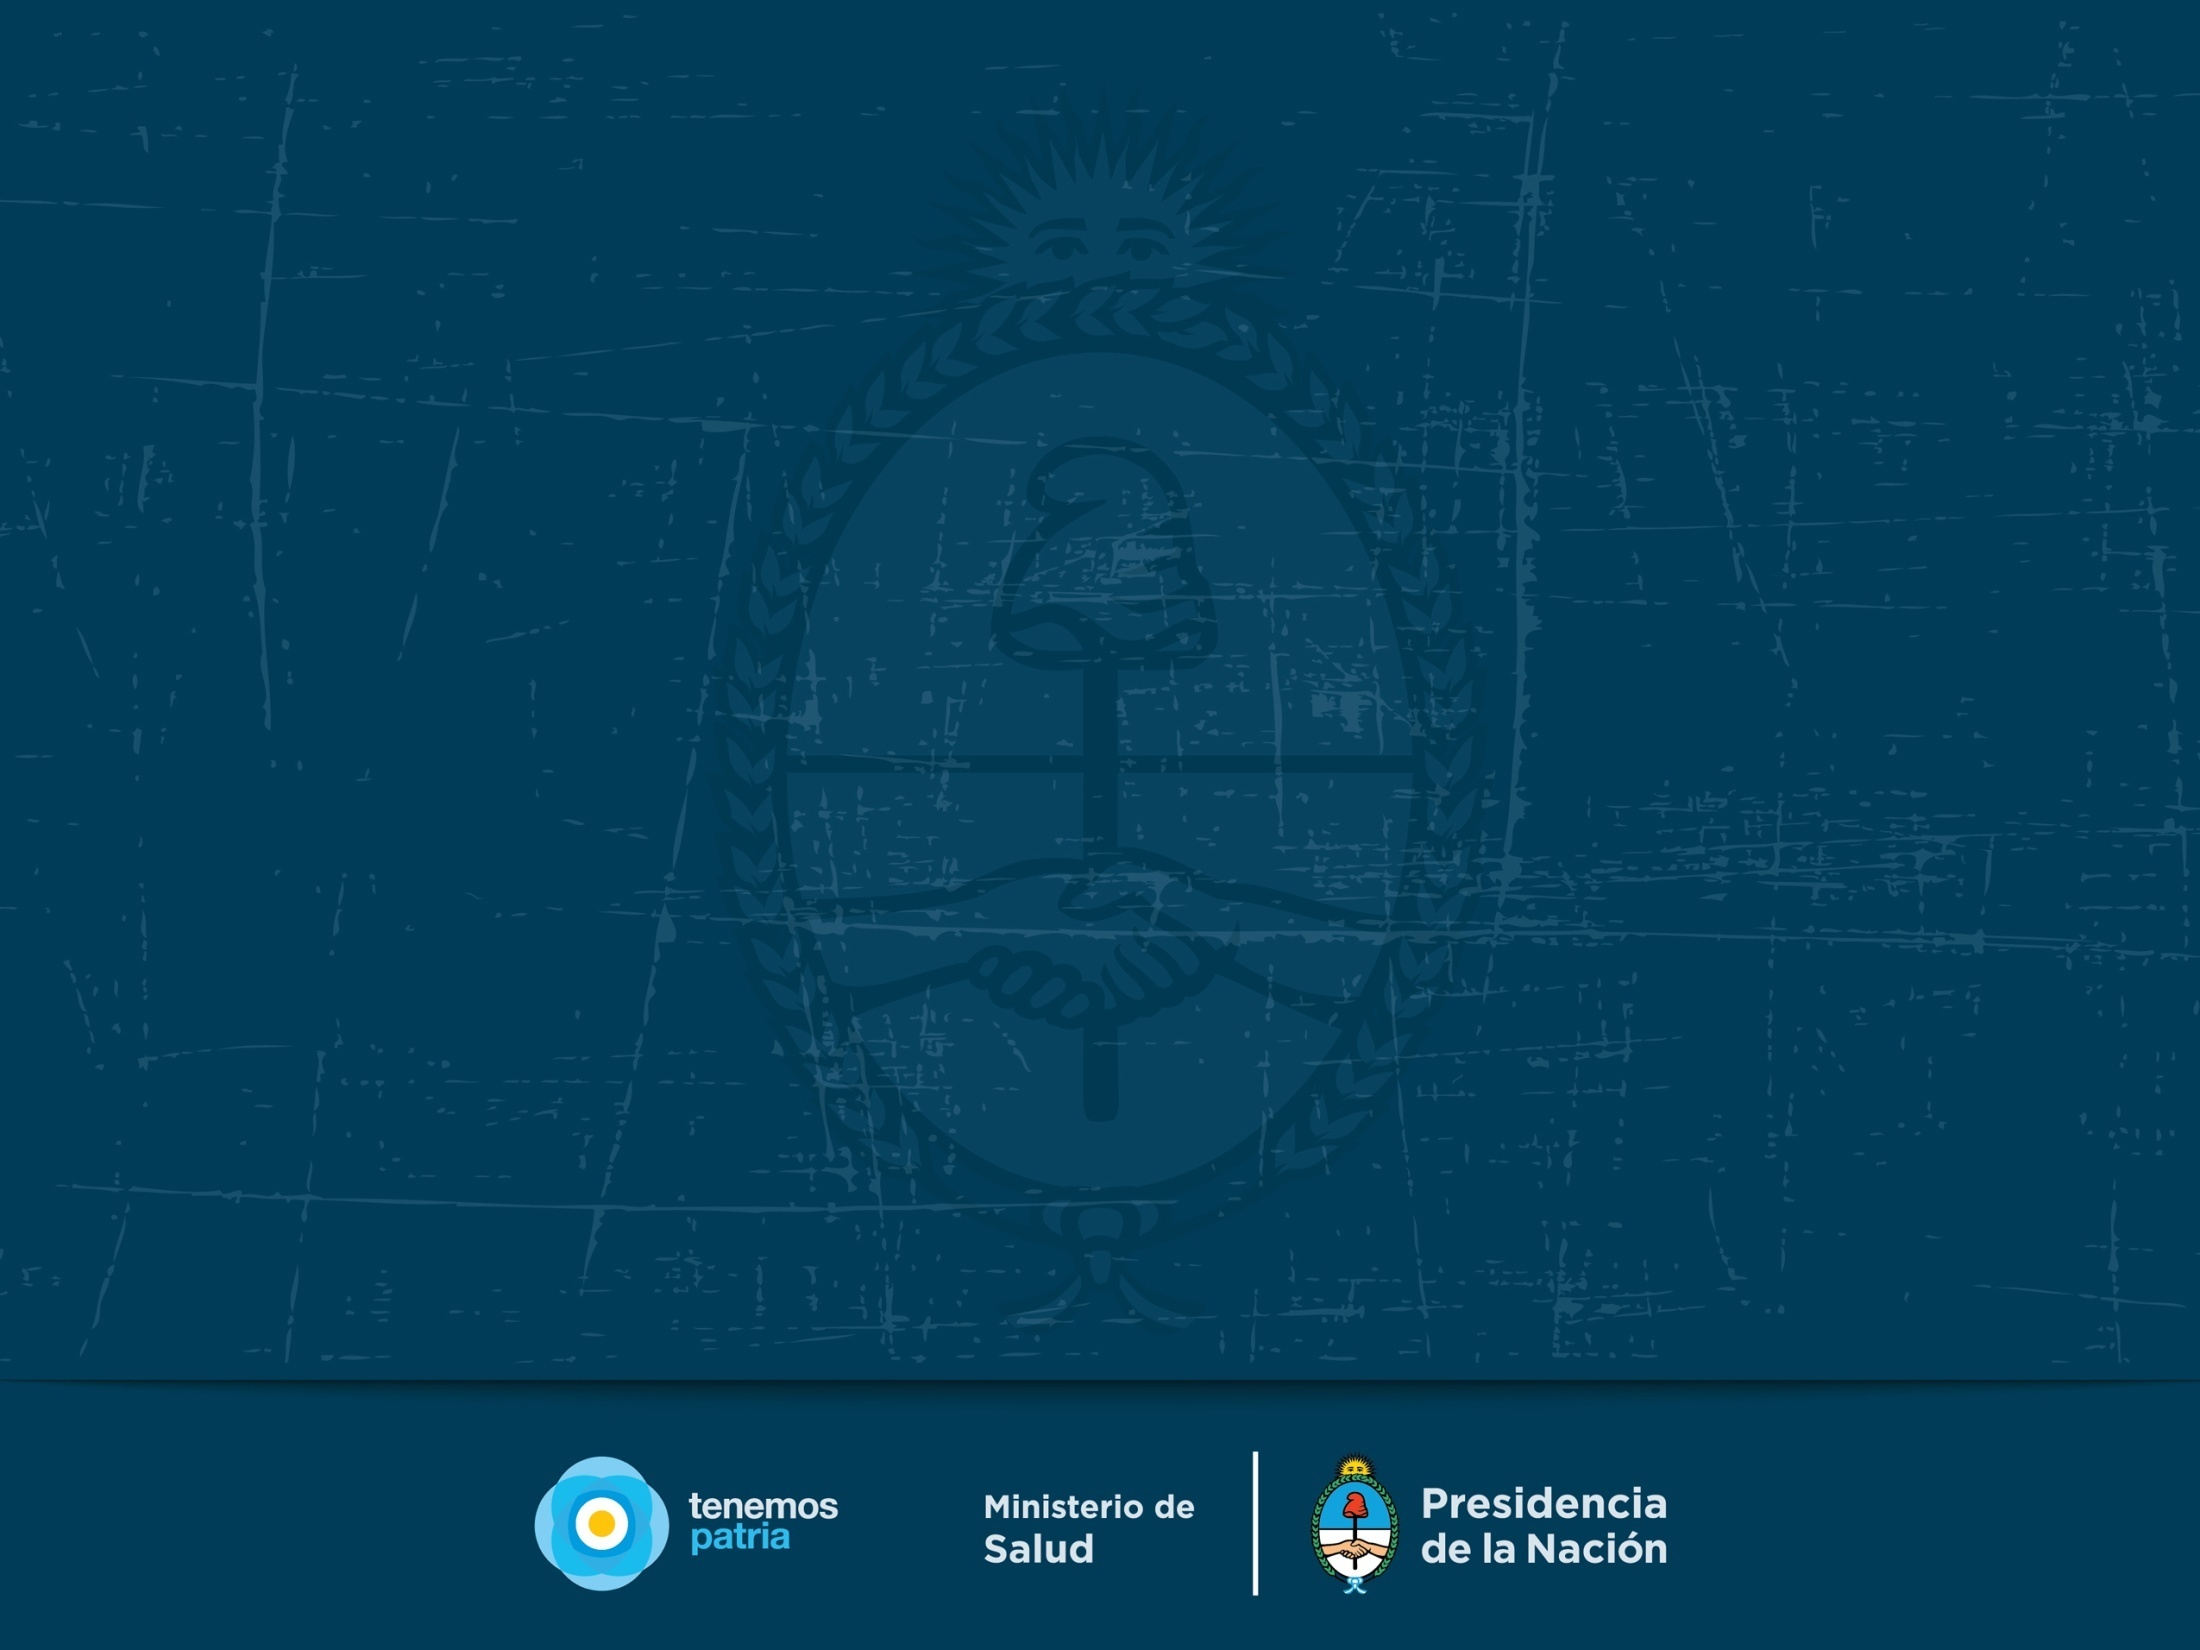 tenemos
patria
Ministerio de
Salud
Presidencia
de la Nación